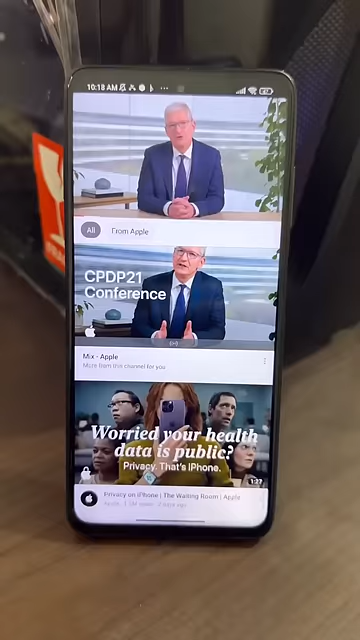 10:18 AM
All
From Apple
CPDP21
Conference
Mix - Apple
More from this channel for you
Worried your health
data is public?
Privacy. That's iPhone.
1:27
Privacy on iPhone | The Waiting Room | Apple